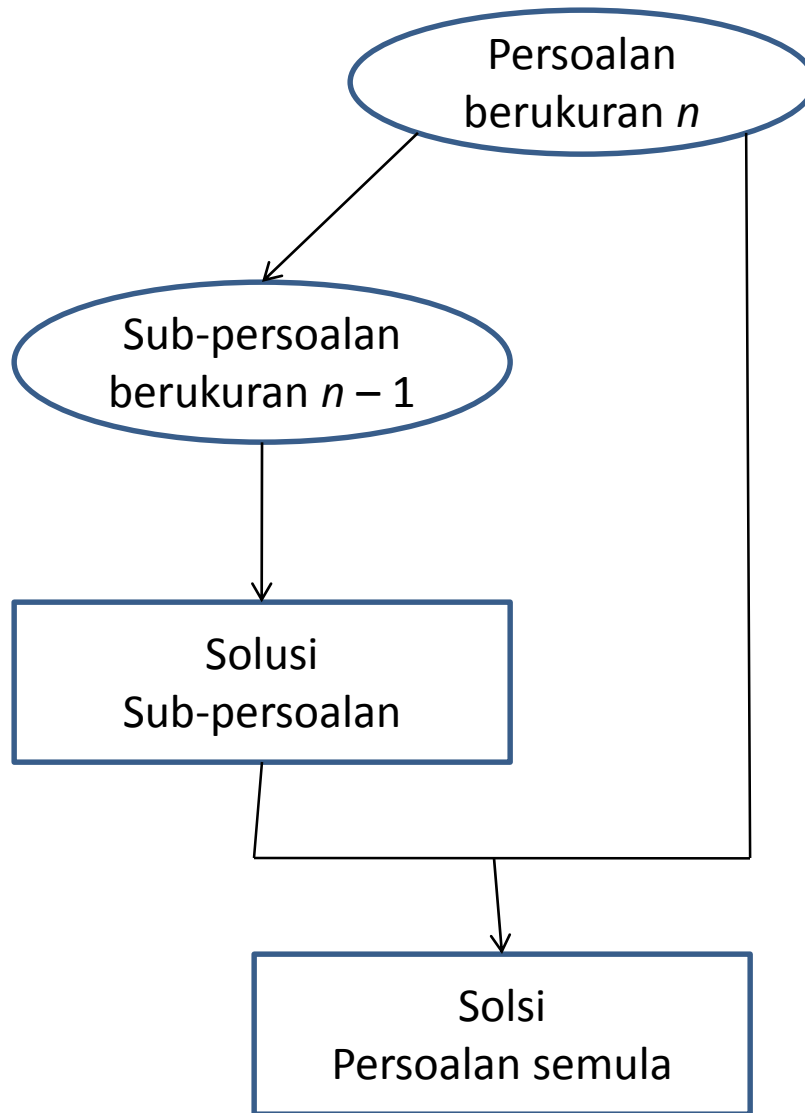 Persoalan
berukuran n
Sub-persoalan
berukuran n – 1
Solusi
Sub-persoalan
Solsi
Persoalan semula